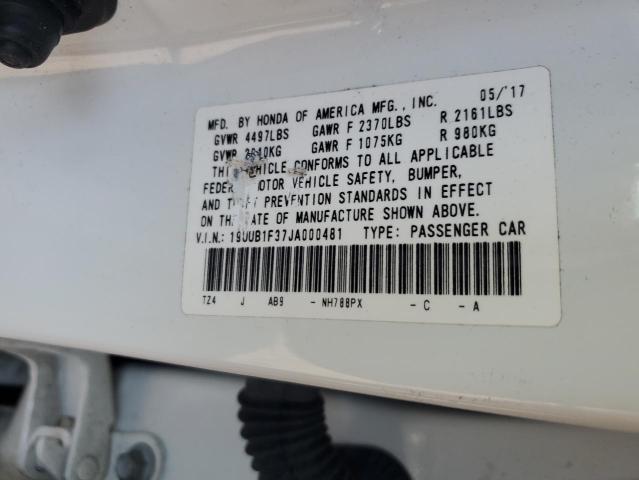 MFD. BY HONDA OF AMERICA MFG., INC. 05/'17
GVWR 4497LBS GAWR F 2370LBS R 2161LBS
GVWR KG GAWR F 1075KG R 980KG
VEHICLE CONFORMS TO ALL APPLICABLE
MOTOR VEHICLE SAFETY, BUMPER,
AND PREVENTION STANDARDS IN EFFECT
ON THE DATE OF MANUFACTURE SHOWN ABOVE.
V.I.N.: 19UUB1F37JA000481 TYPE: PASSENGER CAR
TZ4 J AB9 - NH788PX - C - A